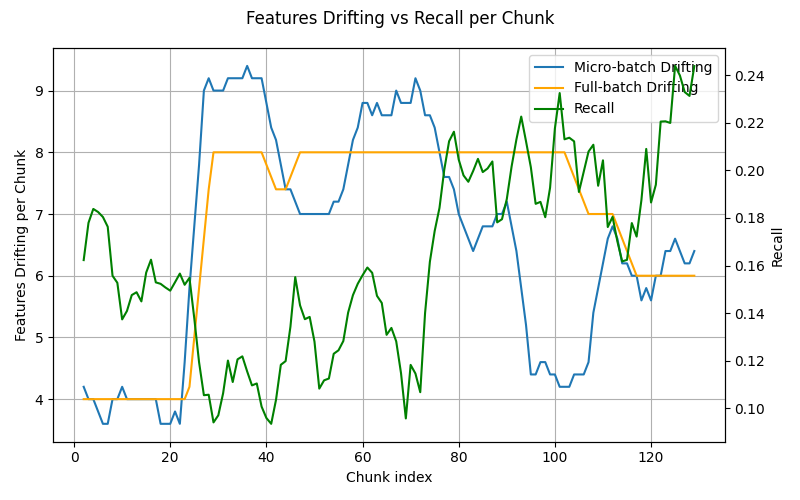 Features Drifting vs Recall per Chunk
Micro-batch Drifting
Full-batch Drifting
Recall
Features Drifting per Chunk
9
8
7
6
5
4
0.24
0.22
0.20
0.18
0.16
0.14
0.12
0.10
Recall
0 20 40 60 80 100 120
Chunk index